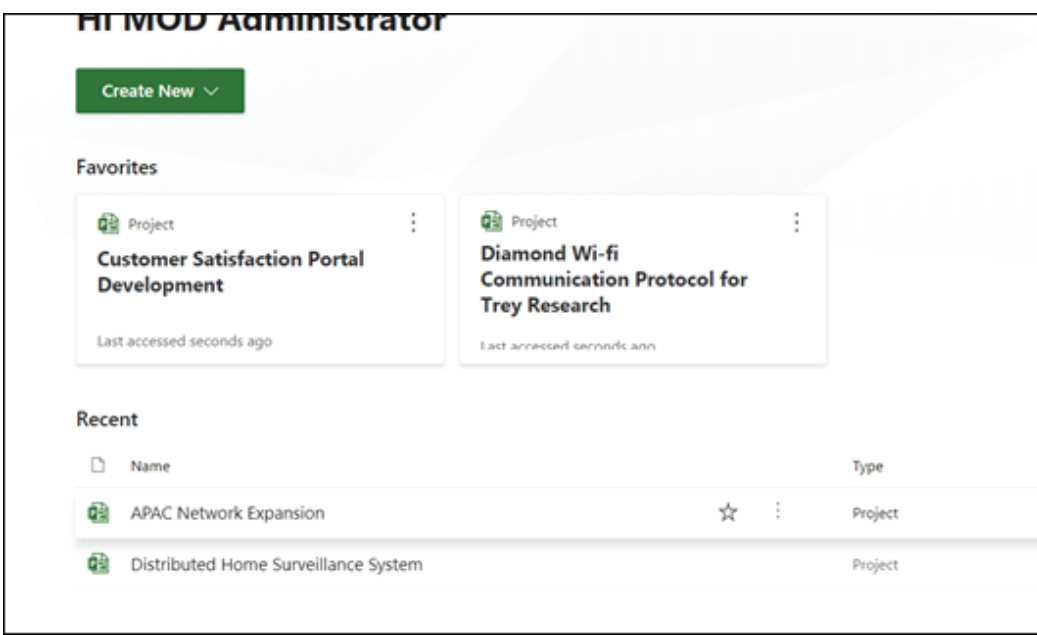 Hi MOD Administrator
Create New
Favorites
Project
Customer Satisfaction Portal
Development
Last accessed seconds ago
Project
Diamond Wi-fi
Communication Protocol for
Trey Research
Last accessed seconds ago
Recent
Name Type
APAC Network Expansion Project
Distributed Home Surveillance System Project